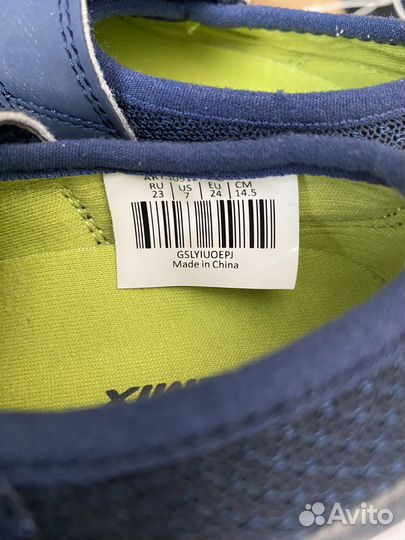 RU US EU CM
23 7 24 14.5
GSLYIUOEPJ
Made in China
Avito